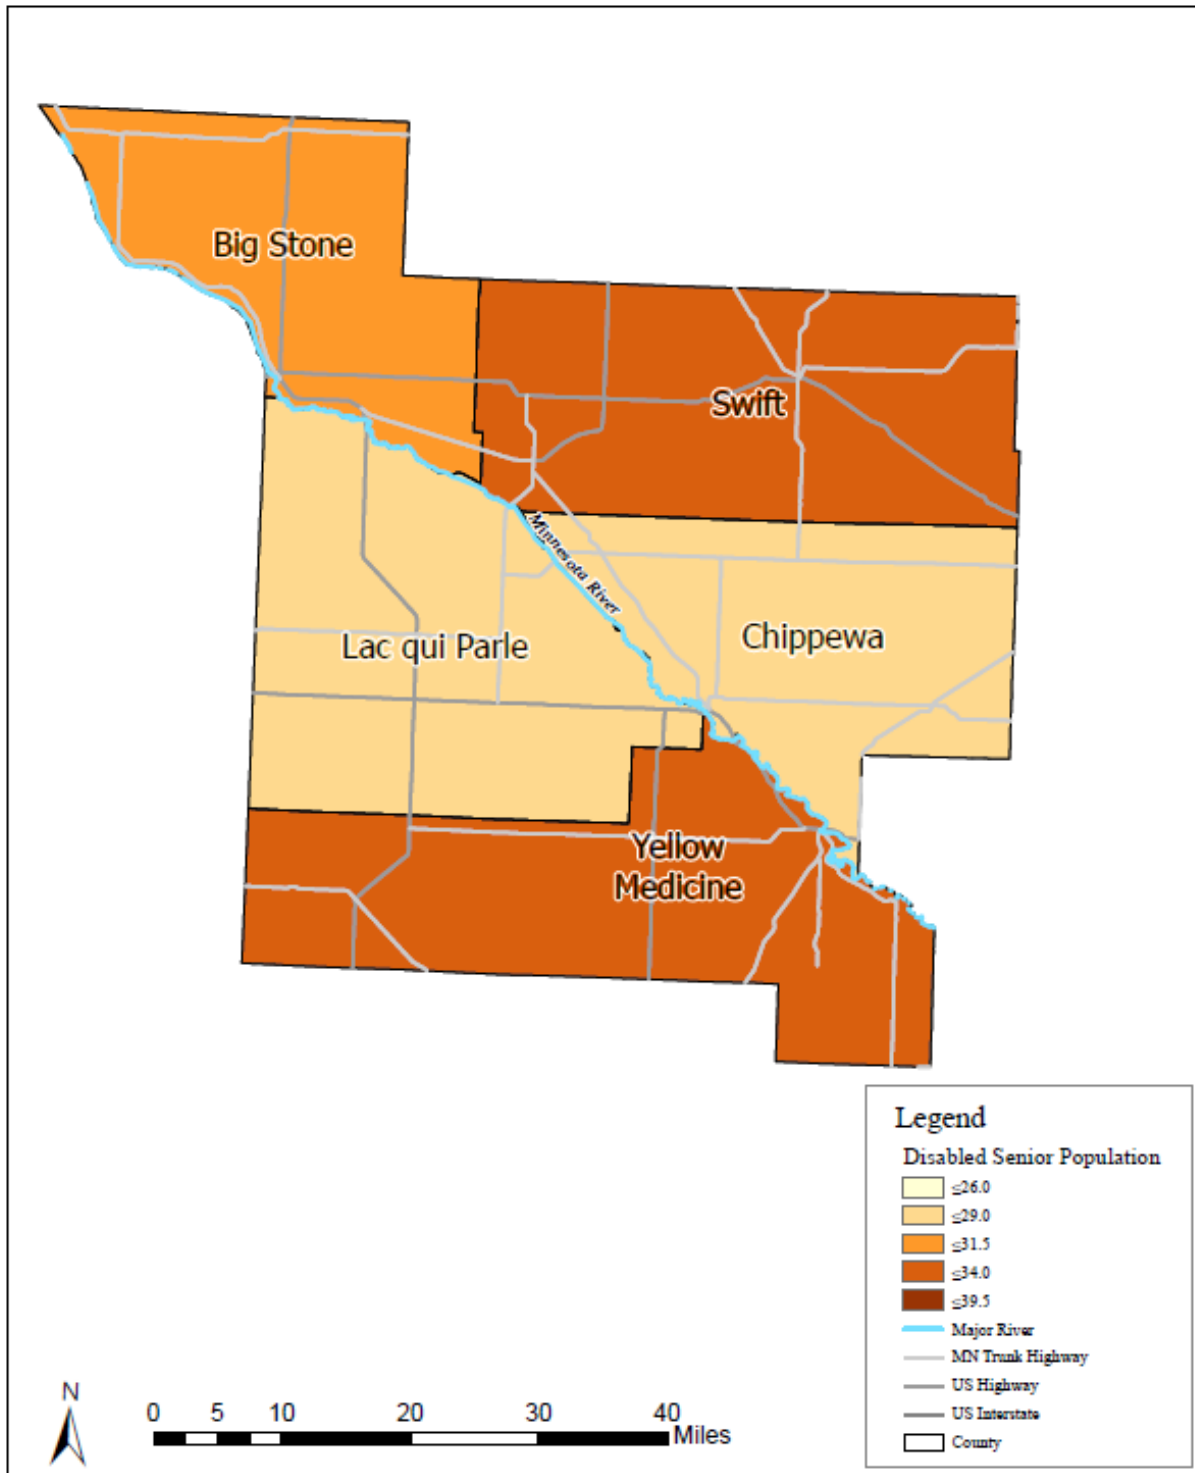 Big Stone
Swift
Minnesota River
Lac qui Parle
Chippewa
Yellow
Medicine
Legend
Disabled Senior Population
≤26.0
≤29.0
≤31.5
≤34.0
≤39.5
Major River
MN Trunk Highway
US Highway
US Interstate
County
N
0 5 10 20 30 40
Miles